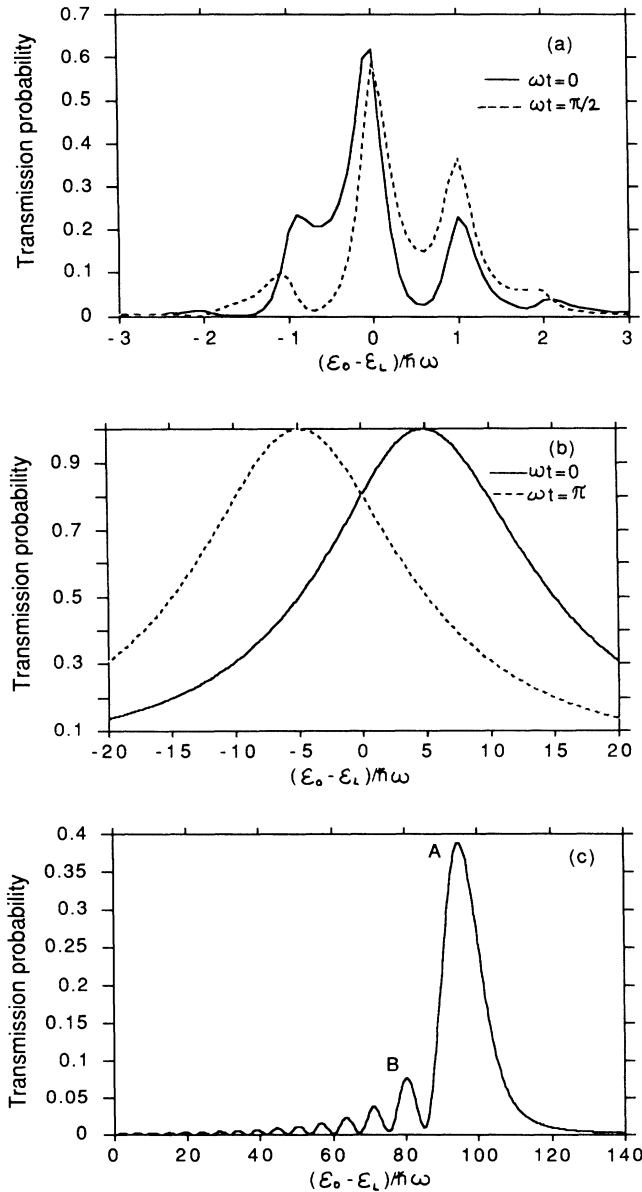 (a)
Transmission probability
0.7
0.6
0.5
0.4
0.3
0.2
0.1
0
ωt=0
ωt=π/2
-3 -2 -1 0 1 2 3
(ε₀-ε_L)/ħω
(b)
Transmission probability
0.9
0.7
0.5
0.3
0.1
ωt=0
ωt=π
-20 -15 -10 -5 0 5 10 15 20
(ε₀-ε_L)/ħω
(c)
Transmission probability
0.4
0.35
0.3
0.25
0.2
0.15
0.1
0.05
0
A
B
0 20 40 60 80 100 120 140
(ε₀-ε_L)/ħω